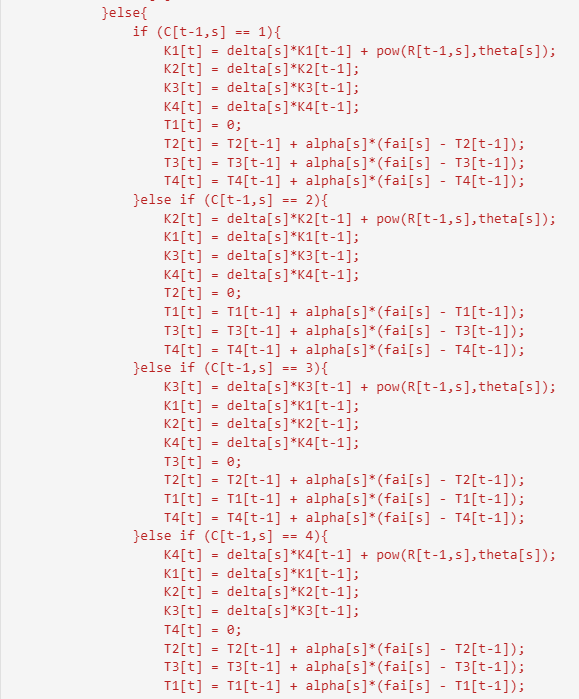 }else{
if (C[t-1,s] == 1){
K1[t] = delta[s]*K1[t-1] + pow(R[t-1,s],theta[s]);
K2[t] = delta[s]*K2[t-1];
K3[t] = delta[s]*K3[t-1];
K4[t] = delta[s]*K4[t-1];
T1[t] = 0;
T2[t] = T2[t-1] + alpha[s]*(fai[s] - T2[t-1]);
T3[t] = T3[t-1] + alpha[s]*(fai[s] - T3[t-1]);
T4[t] = T4[t-1] + alpha[s]*(fai[s] - T4[t-1]);
}else if (C[t-1,s] == 2){
K2[t] = delta[s]*K2[t-1] + pow(R[t-1,s],theta[s]);
K1[t] = delta[s]*K1[t-1];
K3[t] = delta[s]*K3[t-1];
K4[t] = delta[s]*K4[t-1];
T2[t] = 0;
T1[t] = T1[t-1] + alpha[s]*(fai[s] - T1[t-1]);
T3[t] = T3[t-1] + alpha[s]*(fai[s] - T3[t-1]);
T4[t] = T4[t-1] + alpha[s]*(fai[s] - T4[t-1]);
}else if (C[t-1,s] == 3){
K3[t] = delta[s]*K3[t-1] + pow(R[t-1,s],theta[s]);
K1[t] = delta[s]*K1[t-1];
K2[t] = delta[s]*K2[t-1];
K4[t] = delta[s]*K4[t-1];
T3[t] = 0;
T2[t] = T2[t-1] + alpha[s]*(fai[s] - T2[t-1]);
T1[t] = T1[t-1] + alpha[s]*(fai[s] - T1[t-1]);
T4[t] = T4[t-1] + alpha[s]*(fai[s] - T4[t-1]);
}else if (C[t-1,s] == 4){
K4[t] = delta[s]*K4[t-1] + pow(R[t-1,s],theta[s]);
K1[t] = delta[s]*K1[t-1];
K2[t] = delta[s]*K2[t-1];
K3[t] = delta[s]*K3[t-1];
T4[t] = 0;
T2[t] = T2[t-1] + alpha[s]*(fai[s] - T2[t-1]);
T3[t] = T3[t-1] + alpha[s]*(fai[s] - T3[t-1]);
T1[t] = T1[t-1] + alpha[s]*(fai[s] - T1[t-1]);